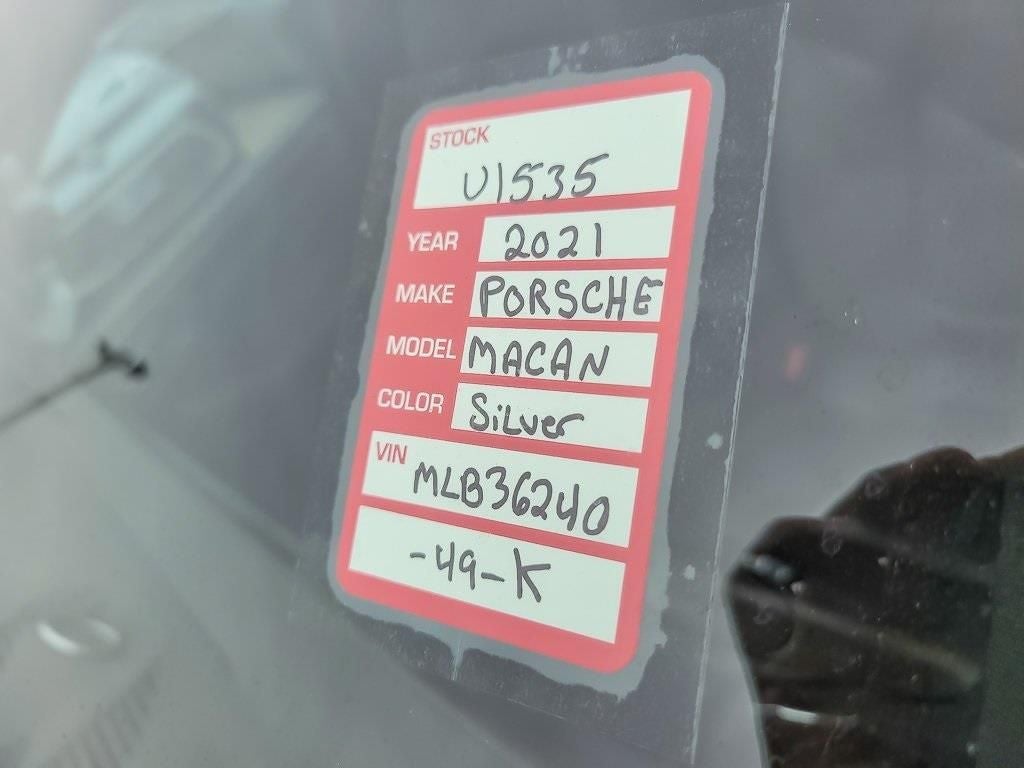 STOCK
U1535
YEAR 2021
MAKE PORSCHE
MODEL MACAN
COLOR SiLver
VIN
MLB36240
-49-K